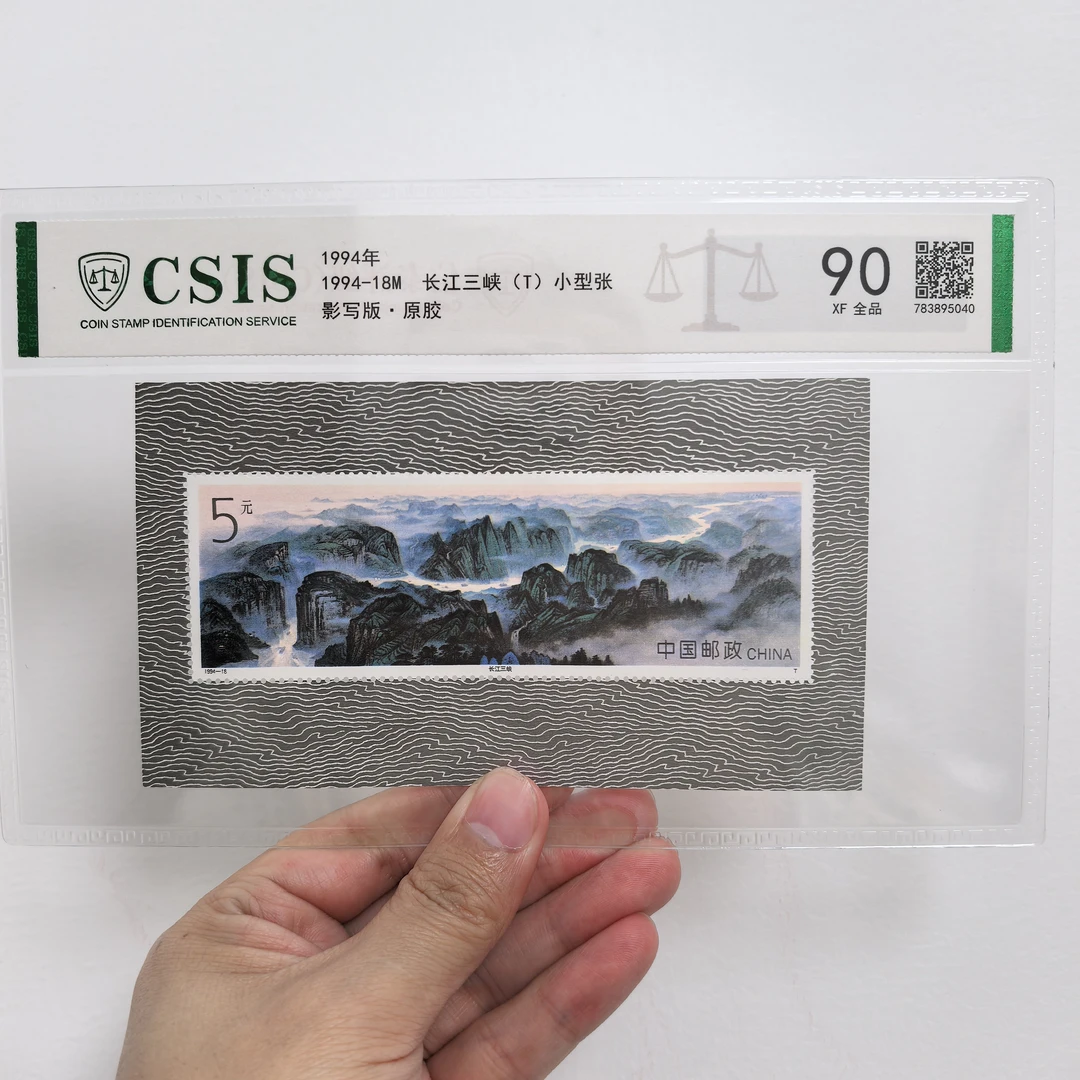 CSIS
COIN STAMP IDENTIFICATION SERVICE
1994年
1994-18M 长江三峡（T）小型张
影写版·原胶
90
XF 全品
783895040
5元
中国邮政 CHINA
1994—18
长江三峡
T